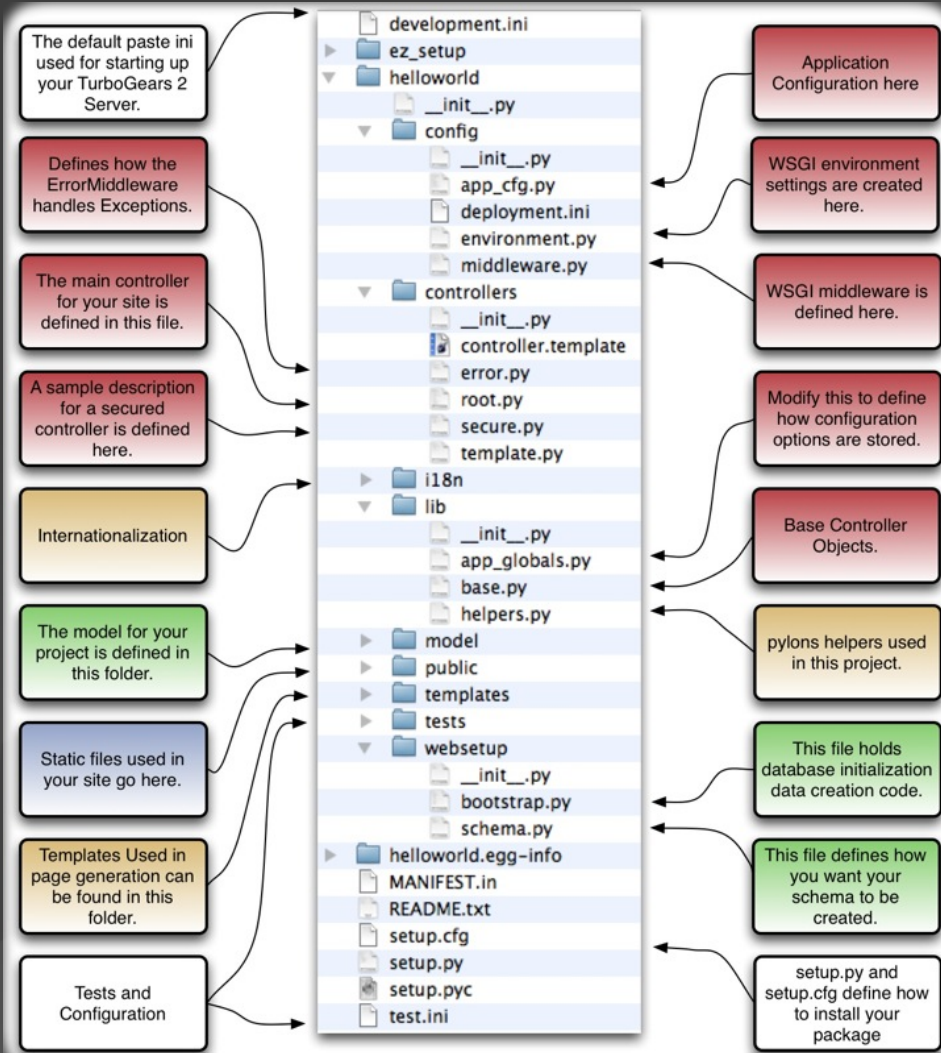 The default paste ini
used for starting up
your TurboGears 2
Server.
Defines how the
ErrorMiddleware
handles Exceptions.
The main controller
for your site is
defined in this file.
A sample description
for a secured
controller is defined
here.
Internationalization
The model for your
project is defined in
this folder.
Static files used in
your site go here.
Templates Used in
page generation can
be found in this
folder.
Tests and
Configuration
development.ini
ez_setup
helloworld
__init__.py
config
__init__.py
app_cfg.py
deployment.ini
environment.py
middleware.py
controllers
__init__.py
controller.template
error.py
root.py
secure.py
template.py
i18n
lib
__init__.py
app_globals.py
base.py
helpers.py
model
public
templates
tests
websetup
__init__.py
bootstrap.py
schema.py
helloworld.egg-info
MANIFEST.in
README.txt
setup.cfg
setup.py
setup.pyc
test.ini
Application
Configuration here
WSGI environment
settings are created
here.
WSGI middleware is
defined here.
Modify this to define
how configuration
options are stored.
Base Controller
Objects.
pylons helpers used
in this project.
This file holds
database initialization
data creation code.
This file defines how
you want your
schema to be
created.
setup.py and
setup.cfg define how
to install your
package